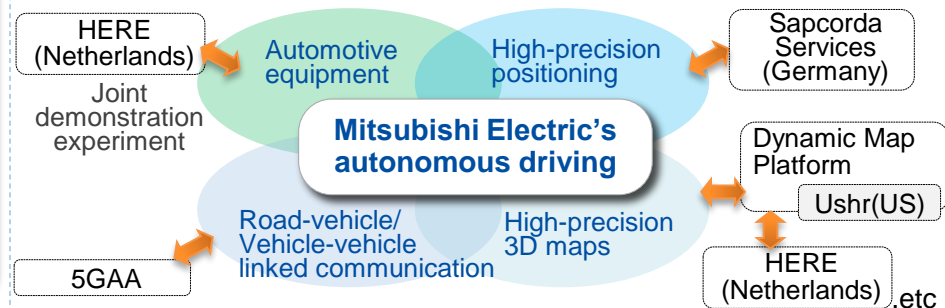 HERE
(Netherlands)
Joint
demonstration
experiment
Automotive
equipment
High-precision
positioning
Sapcorda
Services
(Germany)
Mitsubishi Electric's
autonomous driving
Dynamic Map
Platform
Ushr(US)
Road-vehicle/
Vehicle-vehicle
linked communication
High-precision
3D maps
5GAA
HERE
(Netherlands)
,etc